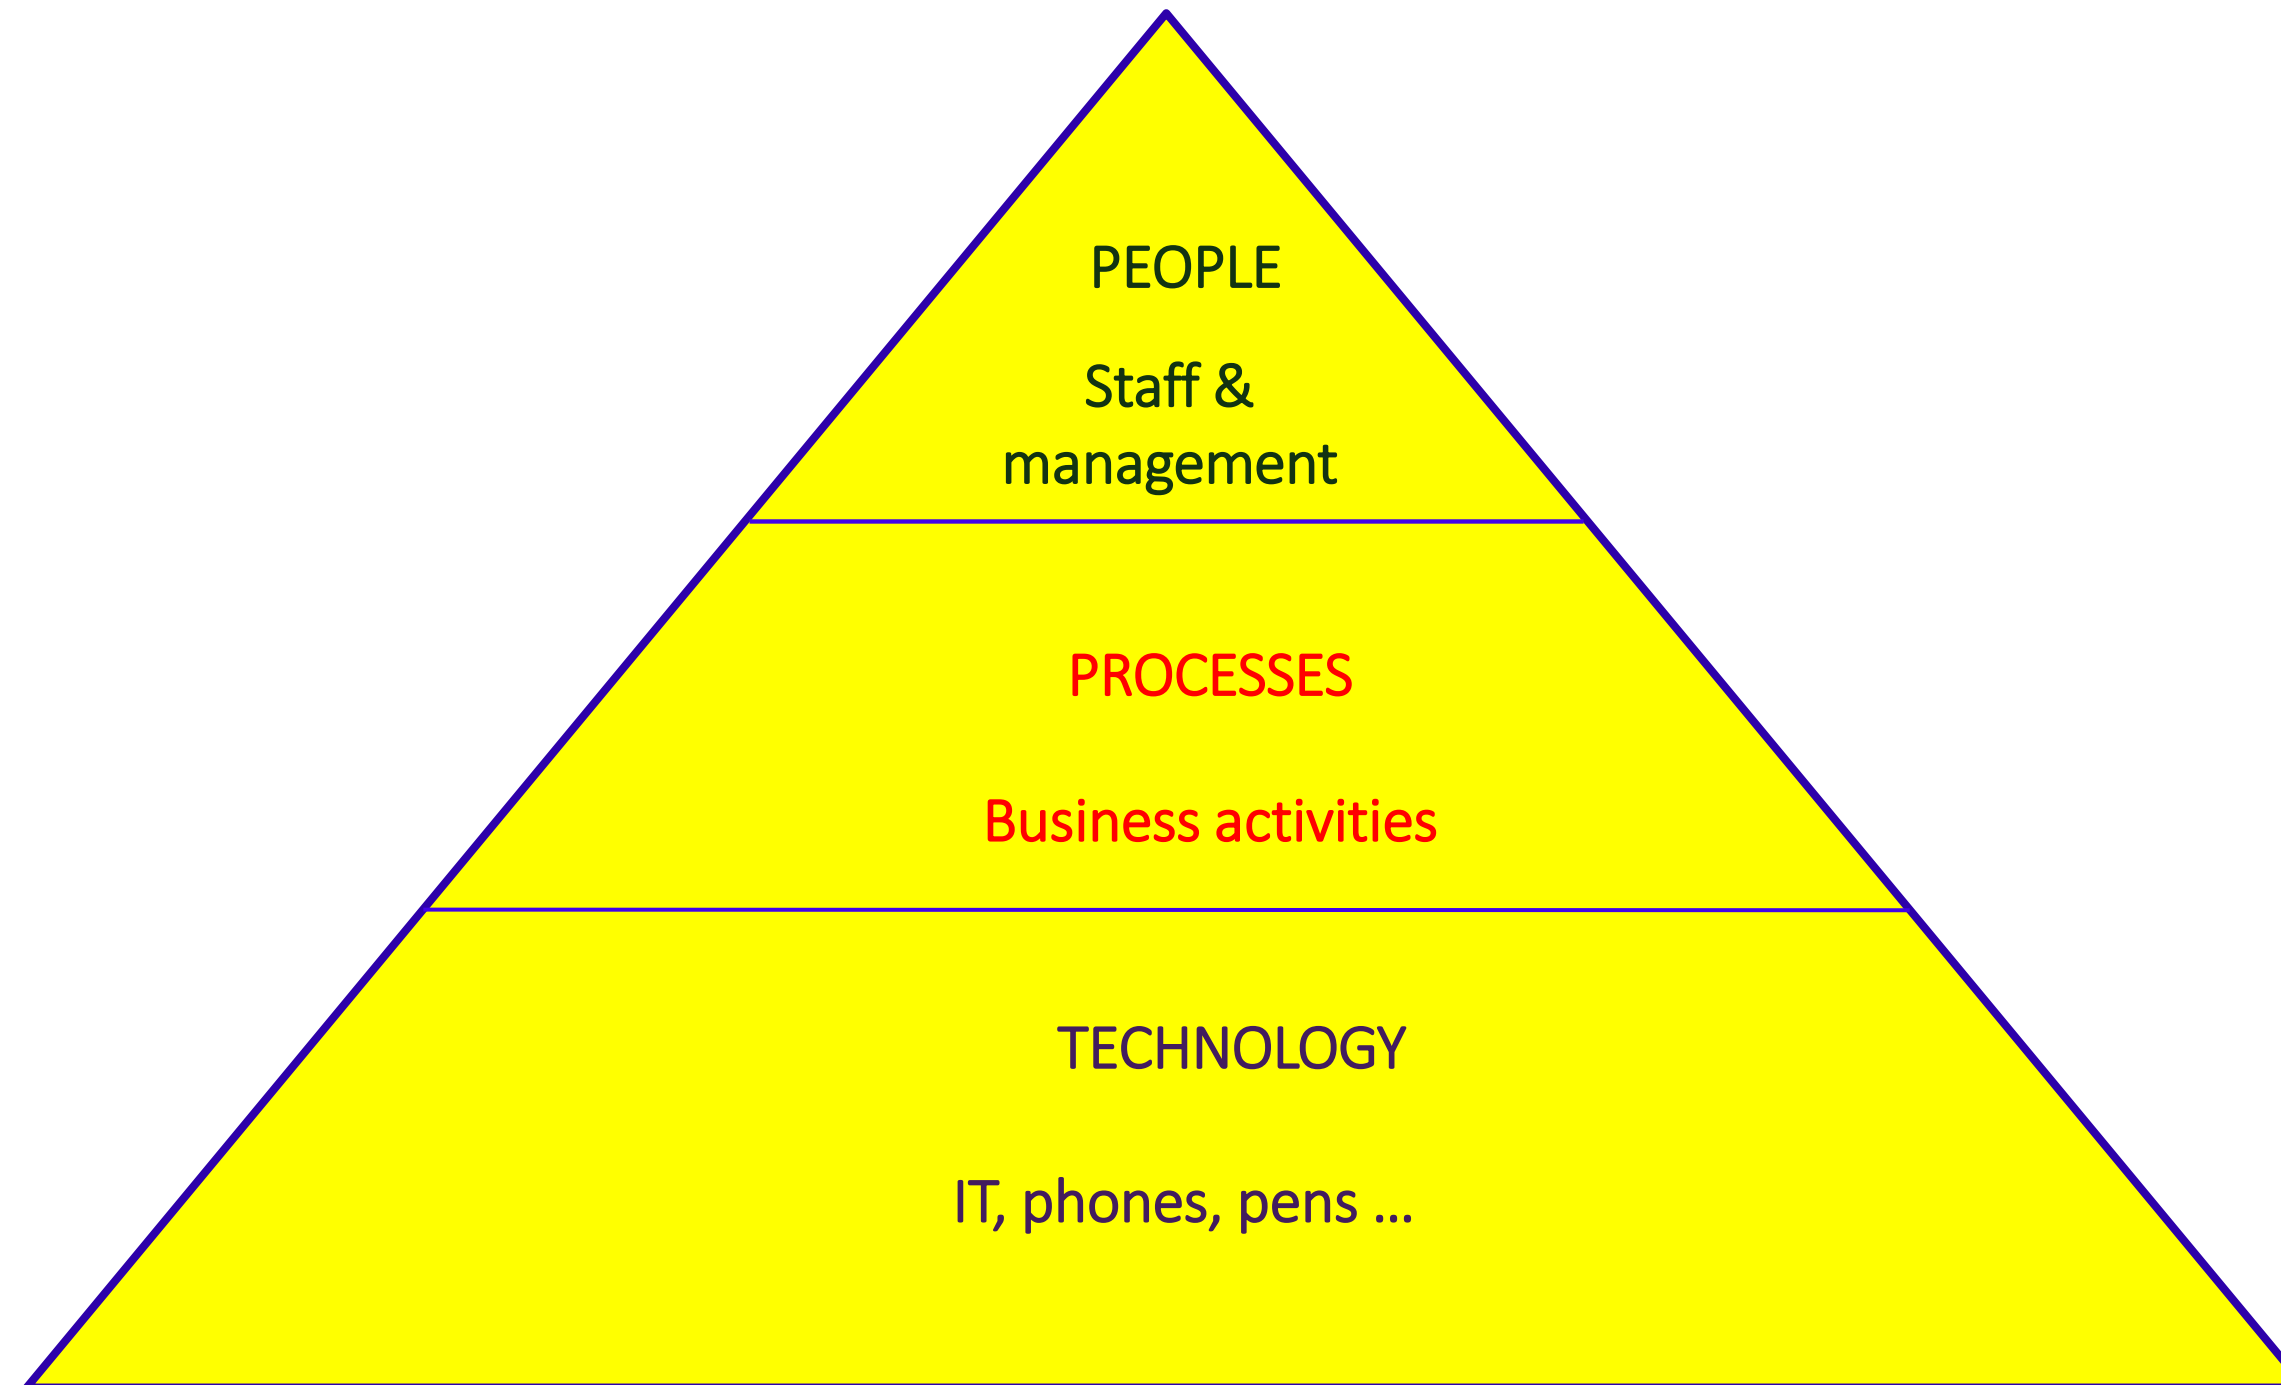 PEOPLE
Staff &
management
PROCESSES
Business activities
TECHNOLOGY
IT, phones, pens ...